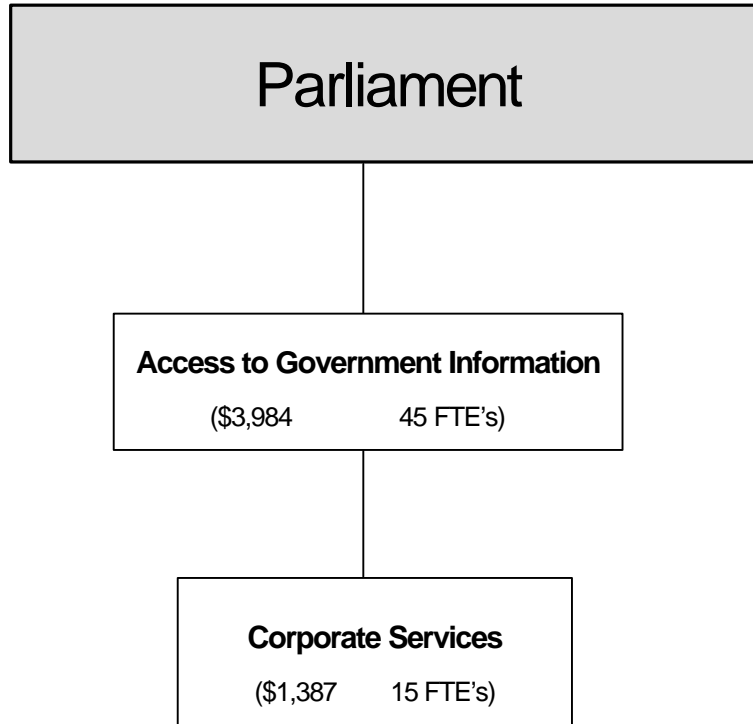 Parliament
Access to Government Information
($3,984 45 FTE’s)
Corporate Services
($1,387 15 FTE’s)